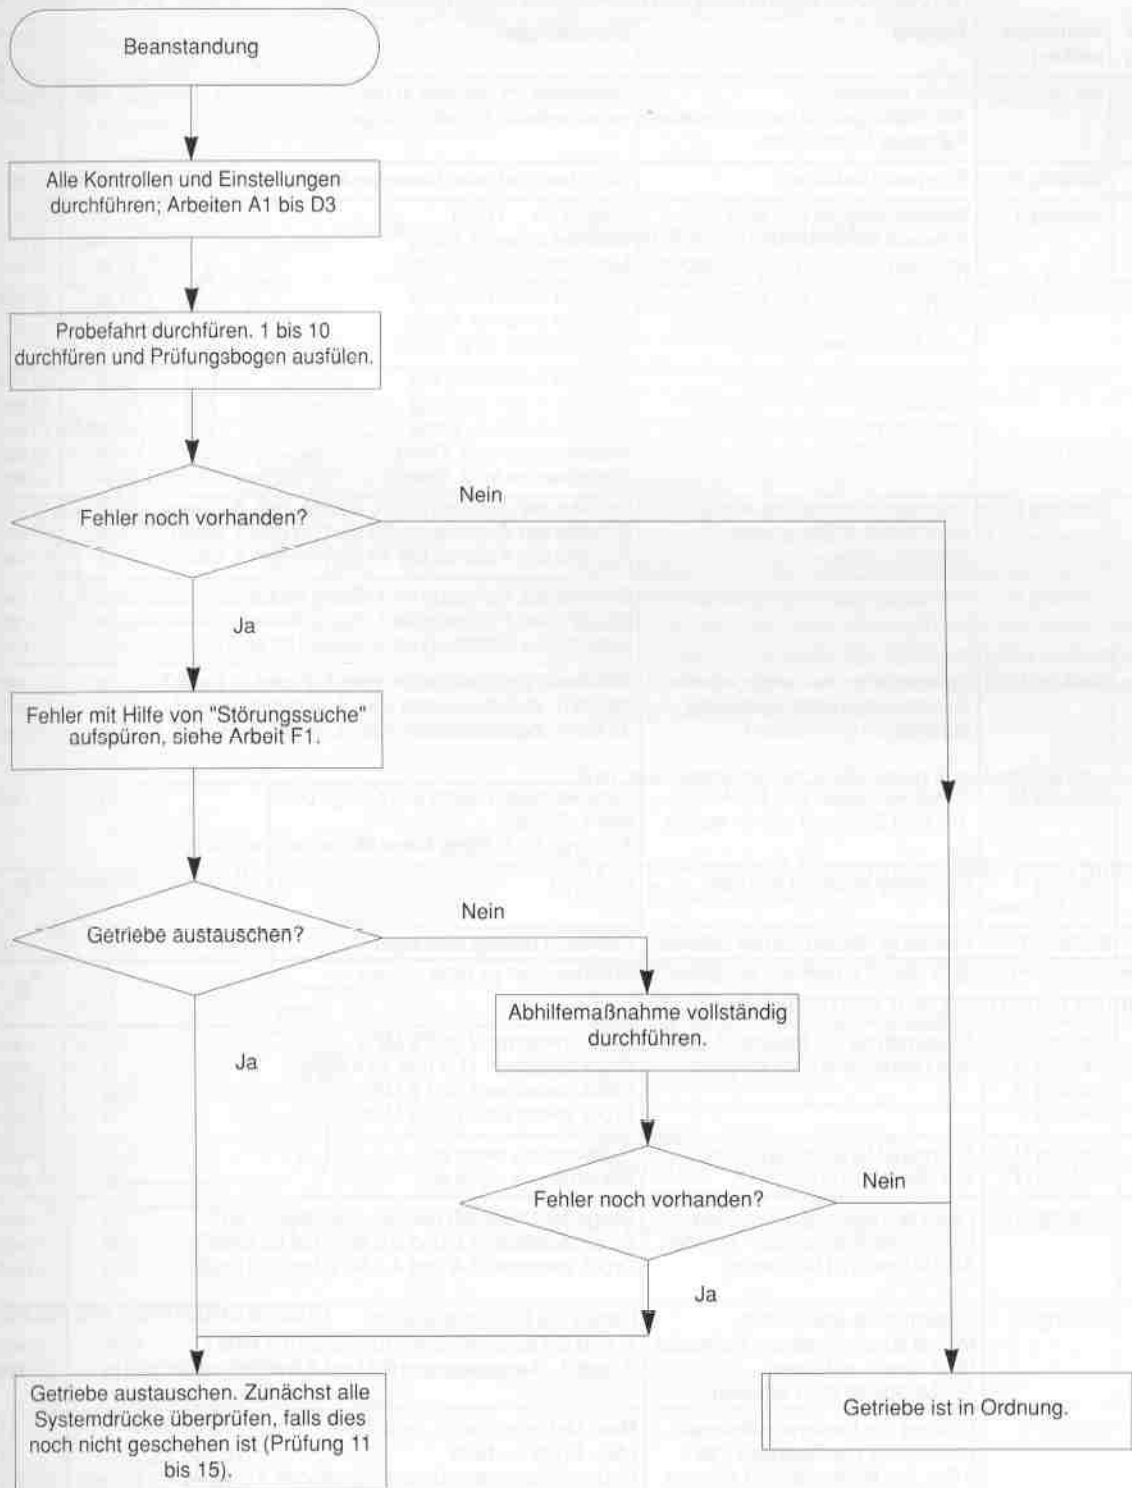 Beanstandung
Alle Kontrollen und Einstellungen
durchführen; Arbeiten A1 bis D3
Probefahrt durchfüren. 1 bis 10
durchfüren und Prüfungsbogen ausfülen.
Nein
Fehler noch vorhanden?
Ja
Fehler mit Hilfe von "Störungssuche"
aufspüren, siehe Arbeit F1.
Nein
Getriebe austauschen?
Abhilfemaßnahme vollständig
durchführen.
Ja
Nein
Fehler noch vorhanden?
Ja
Getriebe austauschen. Zunächst alle
Systemdrücke überprüfen, falls dies
noch nicht geschehen ist (Prüfung 11
bis 15).
Getriebe ist in Ordnung.